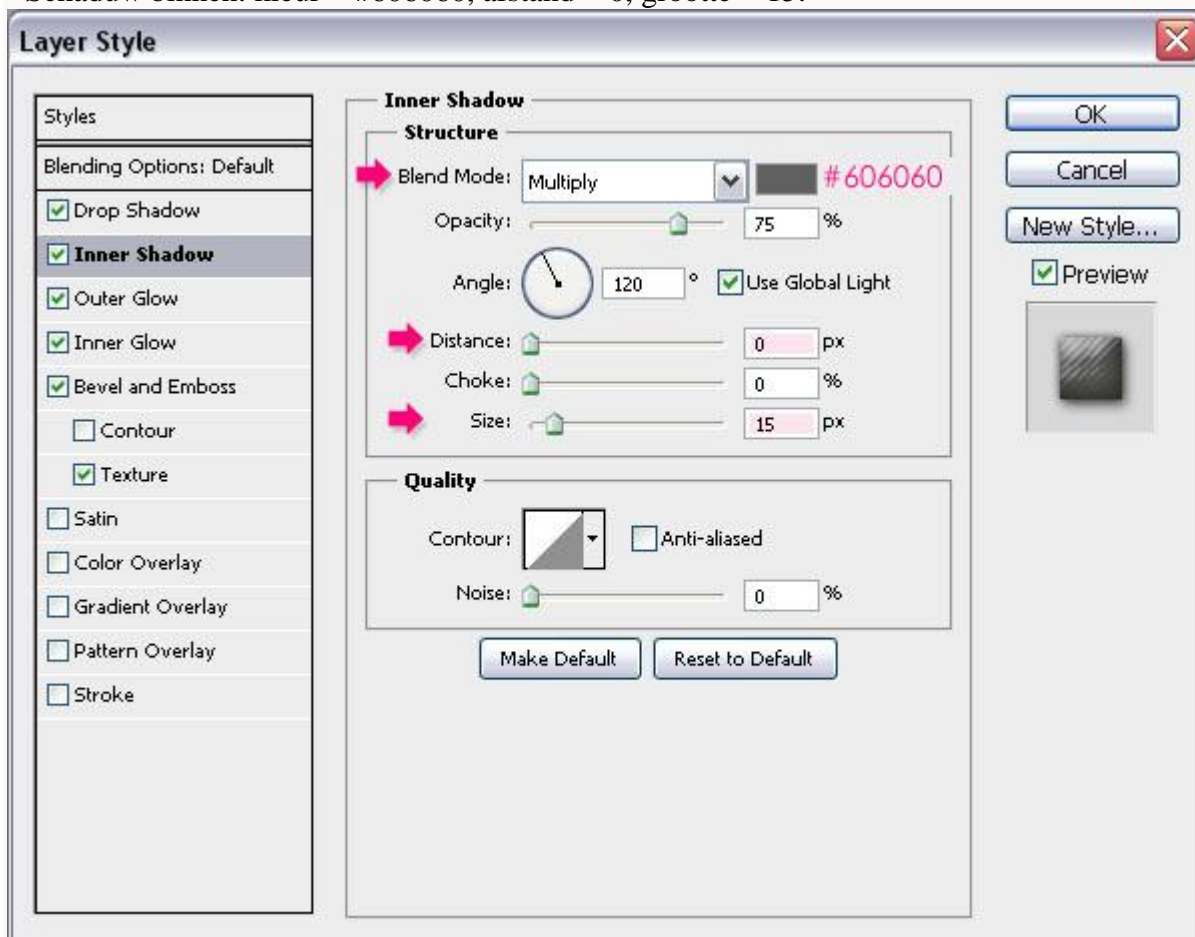 Layer Style
Styles
Blending Options: Default
Drop Shadow
Inner Shadow
Outer Glow
Inner Glow
Bevel and Emboss
Contour
Texture
Satin
Color Overlay
Gradient Overlay
Pattern Overlay
Stroke
Inner Shadow
Structure
Blend Mode: Multiply #606060
Opacity: 75 %
Angle: 120 ° Use Global Light
Distance: 0 px
Choke: 0 %
Size: 15 px
Quality
Contour: Anti-aliased
Noise: 0 %
Make Default Reset to Default
OK
Cancel
New Style...
Preview